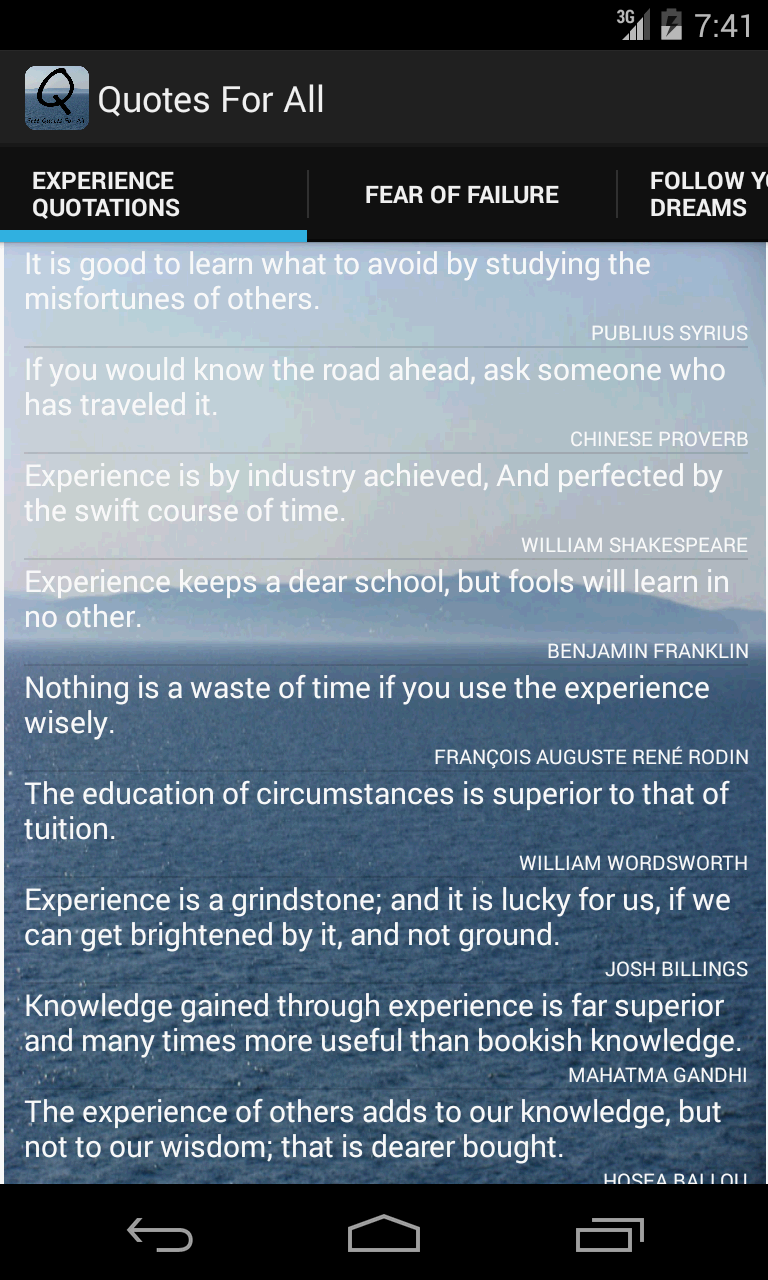 3G 7:41
Quotes For All
EXPERIENCE
QUOTATIONS
FEAR OF FAILURE
FOLLOW YO
DREAMS
It is good to learn what to avoid by studying the
misfortunes of others.
PUBLIUS SYRIUS
If you would know the road ahead, ask someone who
has traveled it.
CHINESE PROVERB
Experience is by industry achieved, And perfected by
the swift course of time.
WILLIAM SHAKESPEARE
Experience keeps a dear school, but fools will learn in
no other.
BENJAMIN FRANKLIN
Nothing is a waste of time if you use the experience
wisely.
FRANÇOIS AUGUSTE RENÉ RODIN
The education of circumstances is superior to that of
tuition.
WILLIAM WORDSWORTH
Experience is a grindstone; and it is lucky for us, if we
can get brightened by it, and not ground.
JOSH BILLINGS
Knowledge gained through experience is far superior
and many times more useful than bookish knowledge.
MAHATMA GANDHI
The experience of others adds to our knowledge, but
not to our wisdom; that is dearer bought.
HOSEA BALLOU